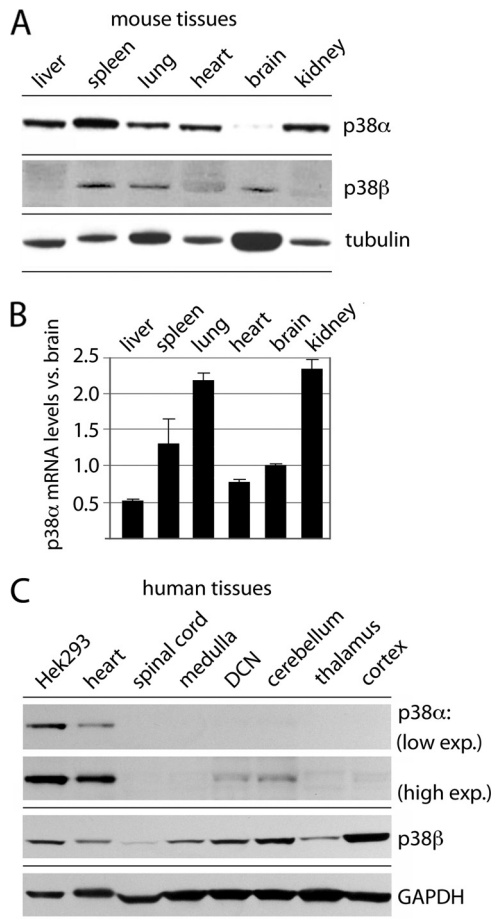 A
mouse tissues
liver spleen lung heart brain kidney
p38α
p38β
tubulin
B
liver spleen lung heart brain kidney
p38α mRNA levels vs. brain
2.5
2.0
1.5
1.0
0.5
C
human tissues
Hek293 heart spinal cord medulla DCN cerebellum thalamus cortex
p38α:
(low exp.)
(high exp.)
p38β
GAPDH